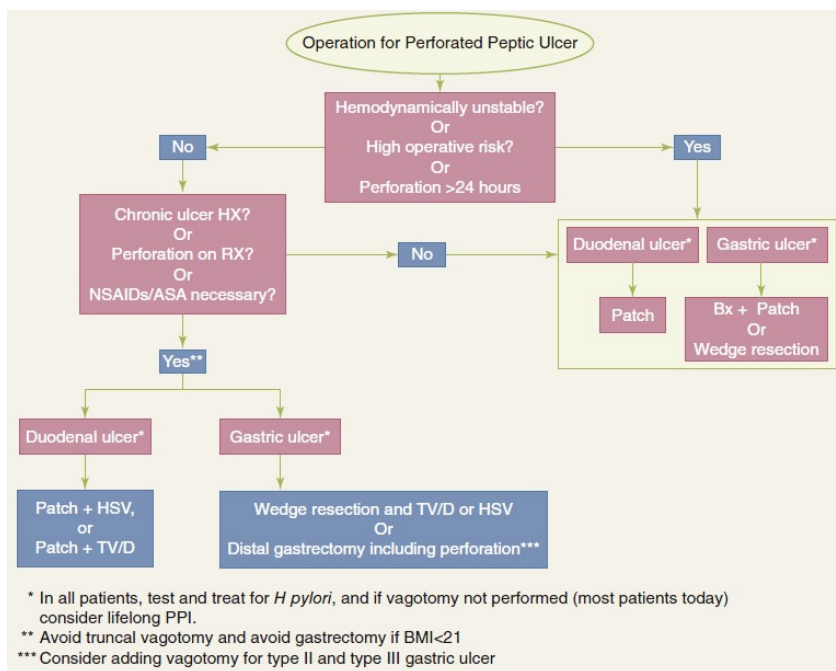 Operation for Perforated Peptic Ulcer
Hemodynamically unstable?
Or
High operative risk?
Or
Perforation >24 hours
No
Yes
Chronic ulcer HX?
Or
Perforation on RX?
Or
NSAIDs/ASA necessary?
No
Duodenal ulcer*
Gastric ulcer*
Patch
Bx + Patch
Or
Wedge resection
Yes**
Duodenal ulcer*
Gastric ulcer*
Patch + HSV,
or
Patch + TV/D
Wedge resection and TV/D or HSV
Or
Distal gastrectomy including perforation***
* In all patients, test and treat for H pylori, and if vagotomy not performed (most patients today)
consider lifelong PPI.
** Avoid truncal vagotomy and avoid gastrectomy if BMI<21
*** Consider adding vagotomy for type II and type III gastric ulcer